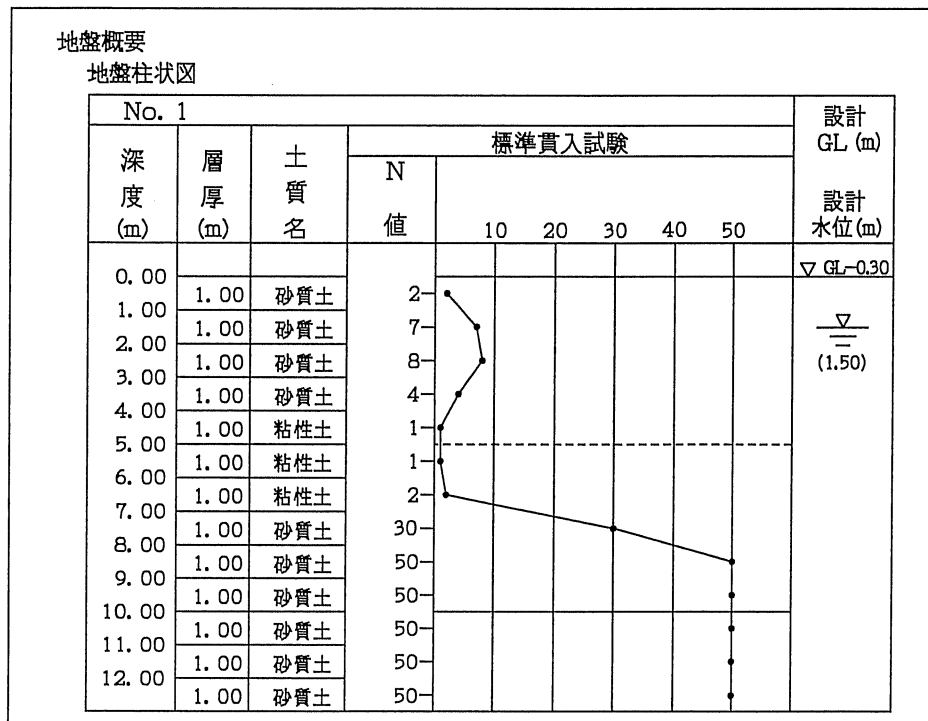 地盤概要
地盤柱状図
No. 1
設計
GL (m)
設計
水位(m)
深度(m)
層厚(m)
土質名
標準貫入試験
N値
10 20 30 40 50
▽ GL-0.30
0.00
1.00 砂質土 2
1.00
1.00 砂質土 7
▽
(1.50)
2.00
1.00 砂質土 8
3.00
1.00 砂質土 4
4.00
1.00 粘性土 1
5.00
1.00 粘性土 1
6.00
1.00 粘性土 2
7.00
1.00 砂質土 30
8.00
1.00 砂質土 50
9.00
1.00 砂質土 50
10.00
1.00 砂質土 50
11.00
1.00 砂質土 50
12.00
1.00 砂質土 50